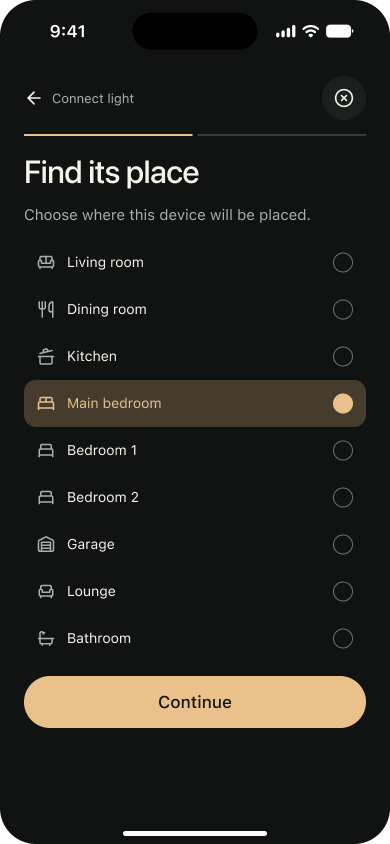 9:41
Connect light
Find its place
Choose where this device will be placed.
Living room
Dining room
Kitchen
Main bedroom
Bedroom 1
Bedroom 2
Garage
Lounge
Bathroom
Continue